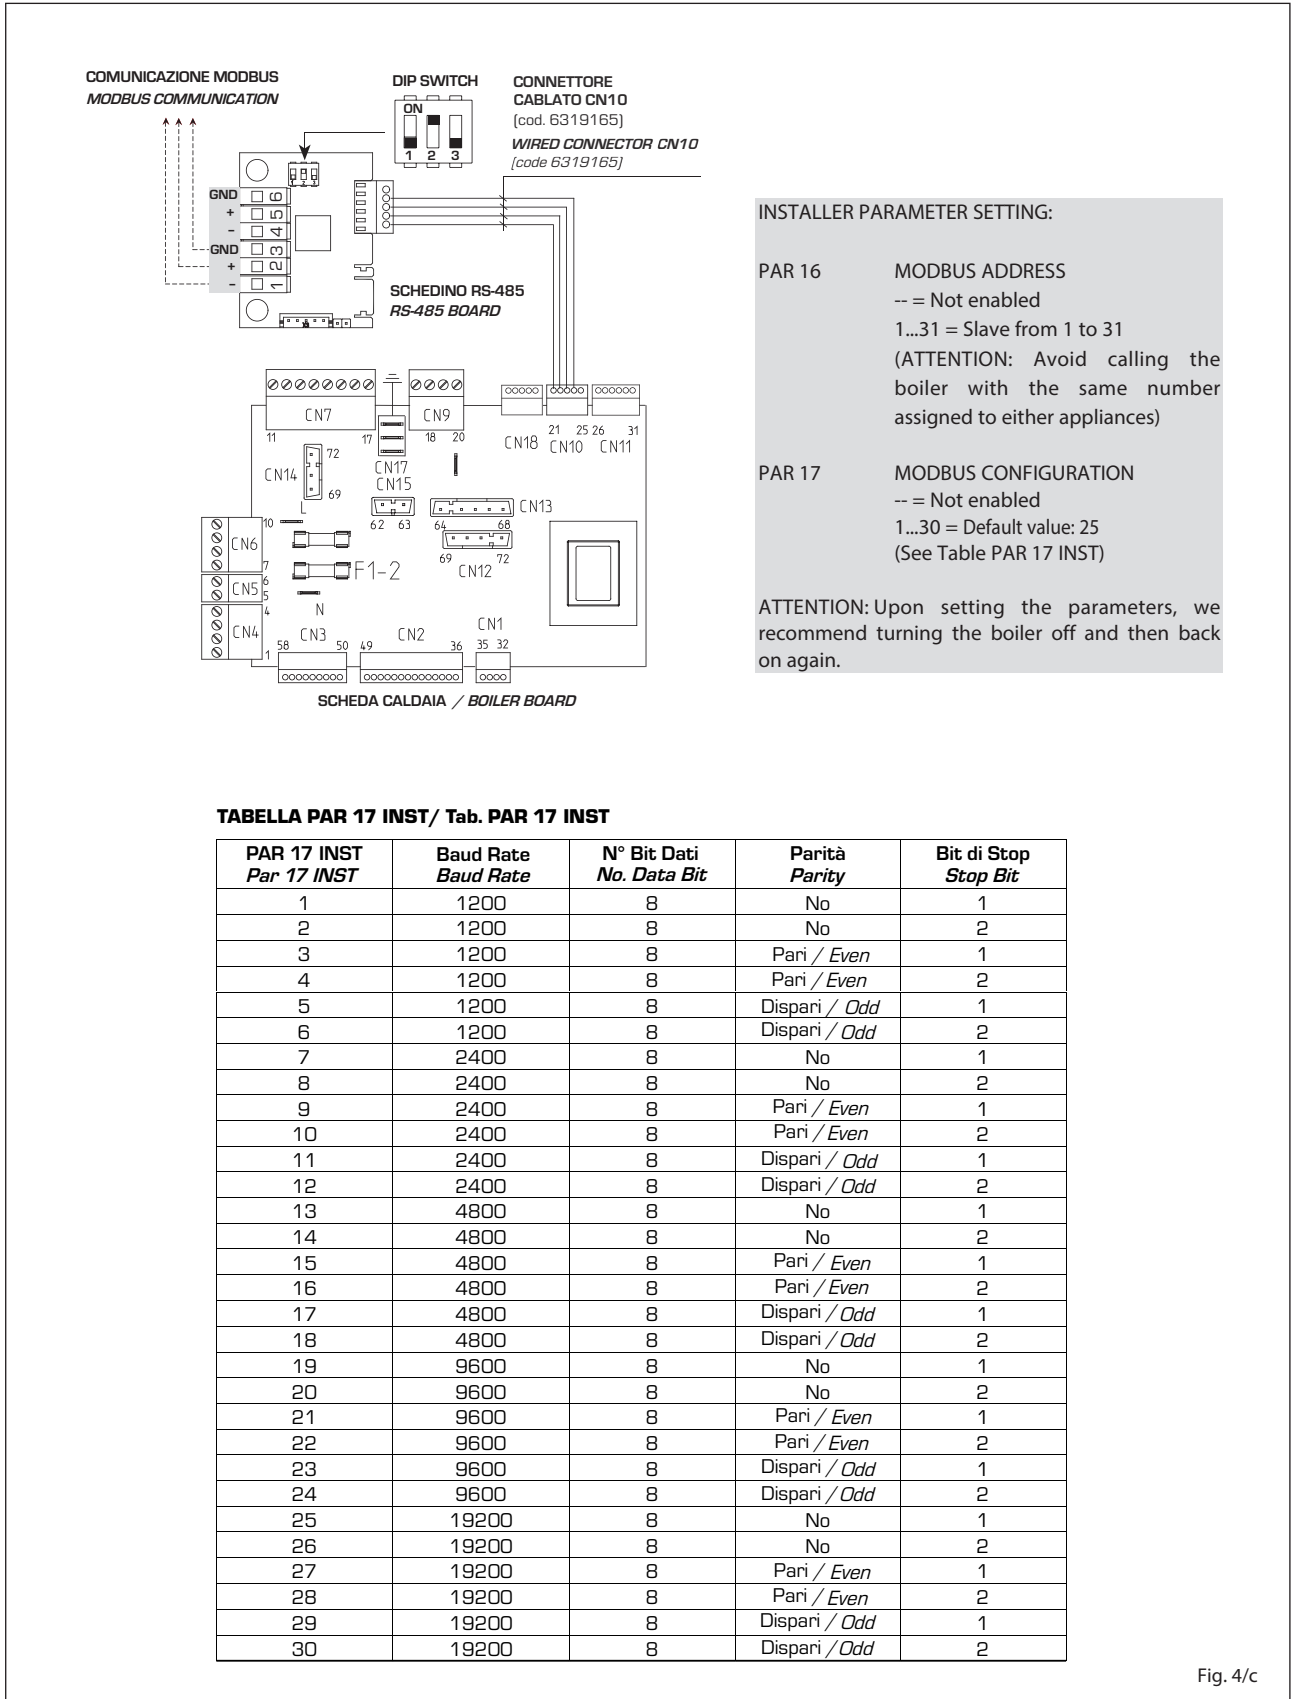 COMUNICAZIONE MODBUS
MODBUS COMMUNICATION
DIP SWITCH
ON
1 2 3
CONNETTORE
CABLATO CN10
(cod. 6319165)
WIRED CONNECTOR CN10
(code 6319165)
1 2 3
GND 6
+ 5
– 4
GND 3
+ 2
– 1
SCHEDINO RS-485
RS-485 BOARD
CN7
11 17
CN9
18 20
CN17
CN18
21 25
CN10
26 31
CN11
CN14
72
69
CN15
62 63
CN13
64 68
CN12
69 72
L
F1-2
N
10
CN6
7
6
CN5
5
4
CN4
1
CN3
58 50
CN2
49 36
CN1
35 32
SCHEDA CALDAIA / BOILER BOARD
INSTALLER PARAMETER SETTING:
PAR 16 MODBUS ADDRESS
-- = Not enabled
1...31 = Slave from 1 to 31
(ATTENTION: Avoid calling the
boiler with the same number
assigned to either appliances)
PAR 17 MODBUS CONFIGURATION
-- = Not enabled
1...30 = Default value: 25
(See Table PAR 17 INST)
ATTENTION: Upon setting the parameters, we
recommend turning the boiler off and then back
on again.
TABELLA PAR 17 INST/ Tab. PAR 17 INST
PAR 17 INST Baud Rate N° Bit Dati Parità Bit di Stop
Par 17 INST Baud Rate No. Data Bit Parity Stop Bit
1 1200 8 No 1
2 1200 8 No 2
3 1200 8 Pari / Even 1
4 1200 8 Pari / Even 2
5 1200 8 Dispari / Odd 1
6 1200 8 Dispari / Odd 2
7 2400 8 No 1
8 2400 8 No 2
9 2400 8 Pari / Even 1
10 2400 8 Pari / Even 2
11 2400 8 Dispari / Odd 1
12 2400 8 Dispari / Odd 2
13 4800 8 No 1
14 4800 8 No 2
15 4800 8 Pari / Even 1
16 4800 8 Pari / Even 2
17 4800 8 Dispari / Odd 1
18 4800 8 Dispari / Odd 2
19 9600 8 No 1
20 9600 8 No 2
21 9600 8 Pari / Even 1
22 9600 8 Pari / Even 2
23 9600 8 Dispari / Odd 1
24 9600 8 Dispari / Odd 2
25 19200 8 No 1
26 19200 8 No 2
27 19200 8 Pari / Even 1
28 19200 8 Pari / Even 2
29 19200 8 Dispari / Odd 1
30 19200 8 Dispari / Odd 2
Fig. 4/c